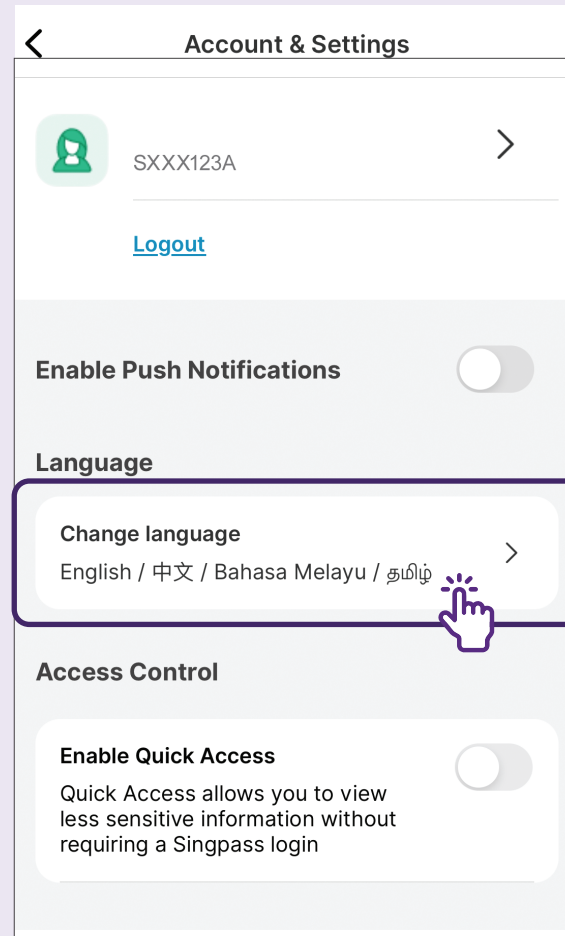 Account & Settings
SXXX123A
Logout
Enable Push Notifications
Language
Change language
English / 中文 / Bahasa Melayu / தமிழ்
Access Control
Enable Quick Access
Quick Access allows you to view
less sensitive information without
requiring a Singpass login